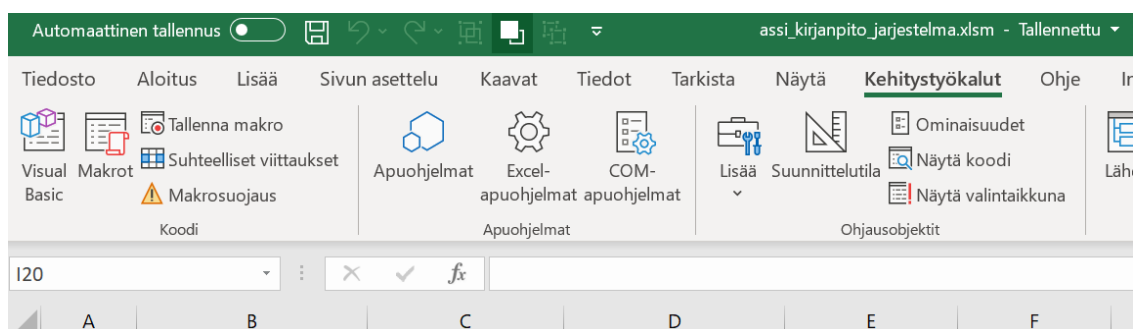 Automaattinen tallennus
assi_kirjanpito_jarjestelma.xlsm - Tallennettu
Tiedosto Aloitus Lisää Sivun asettelu Kaavat Tiedot Tarkista Näytä Kehitystyökalut Ohje
Visual Basic
Makrot
Tallenna makro
Suhteelliset viittaukset
Makrosuojaus
Koodi
Apuohjelmat
Excel-apuohjelmat
COM-apuohjelmat
Apuohjelmat
Lisää
Suunnittelutila
Ominaisuudet
Näytä koodi
Näytä valintaikkuna
Ohjausobjektit
I20
fx
A B C D E F